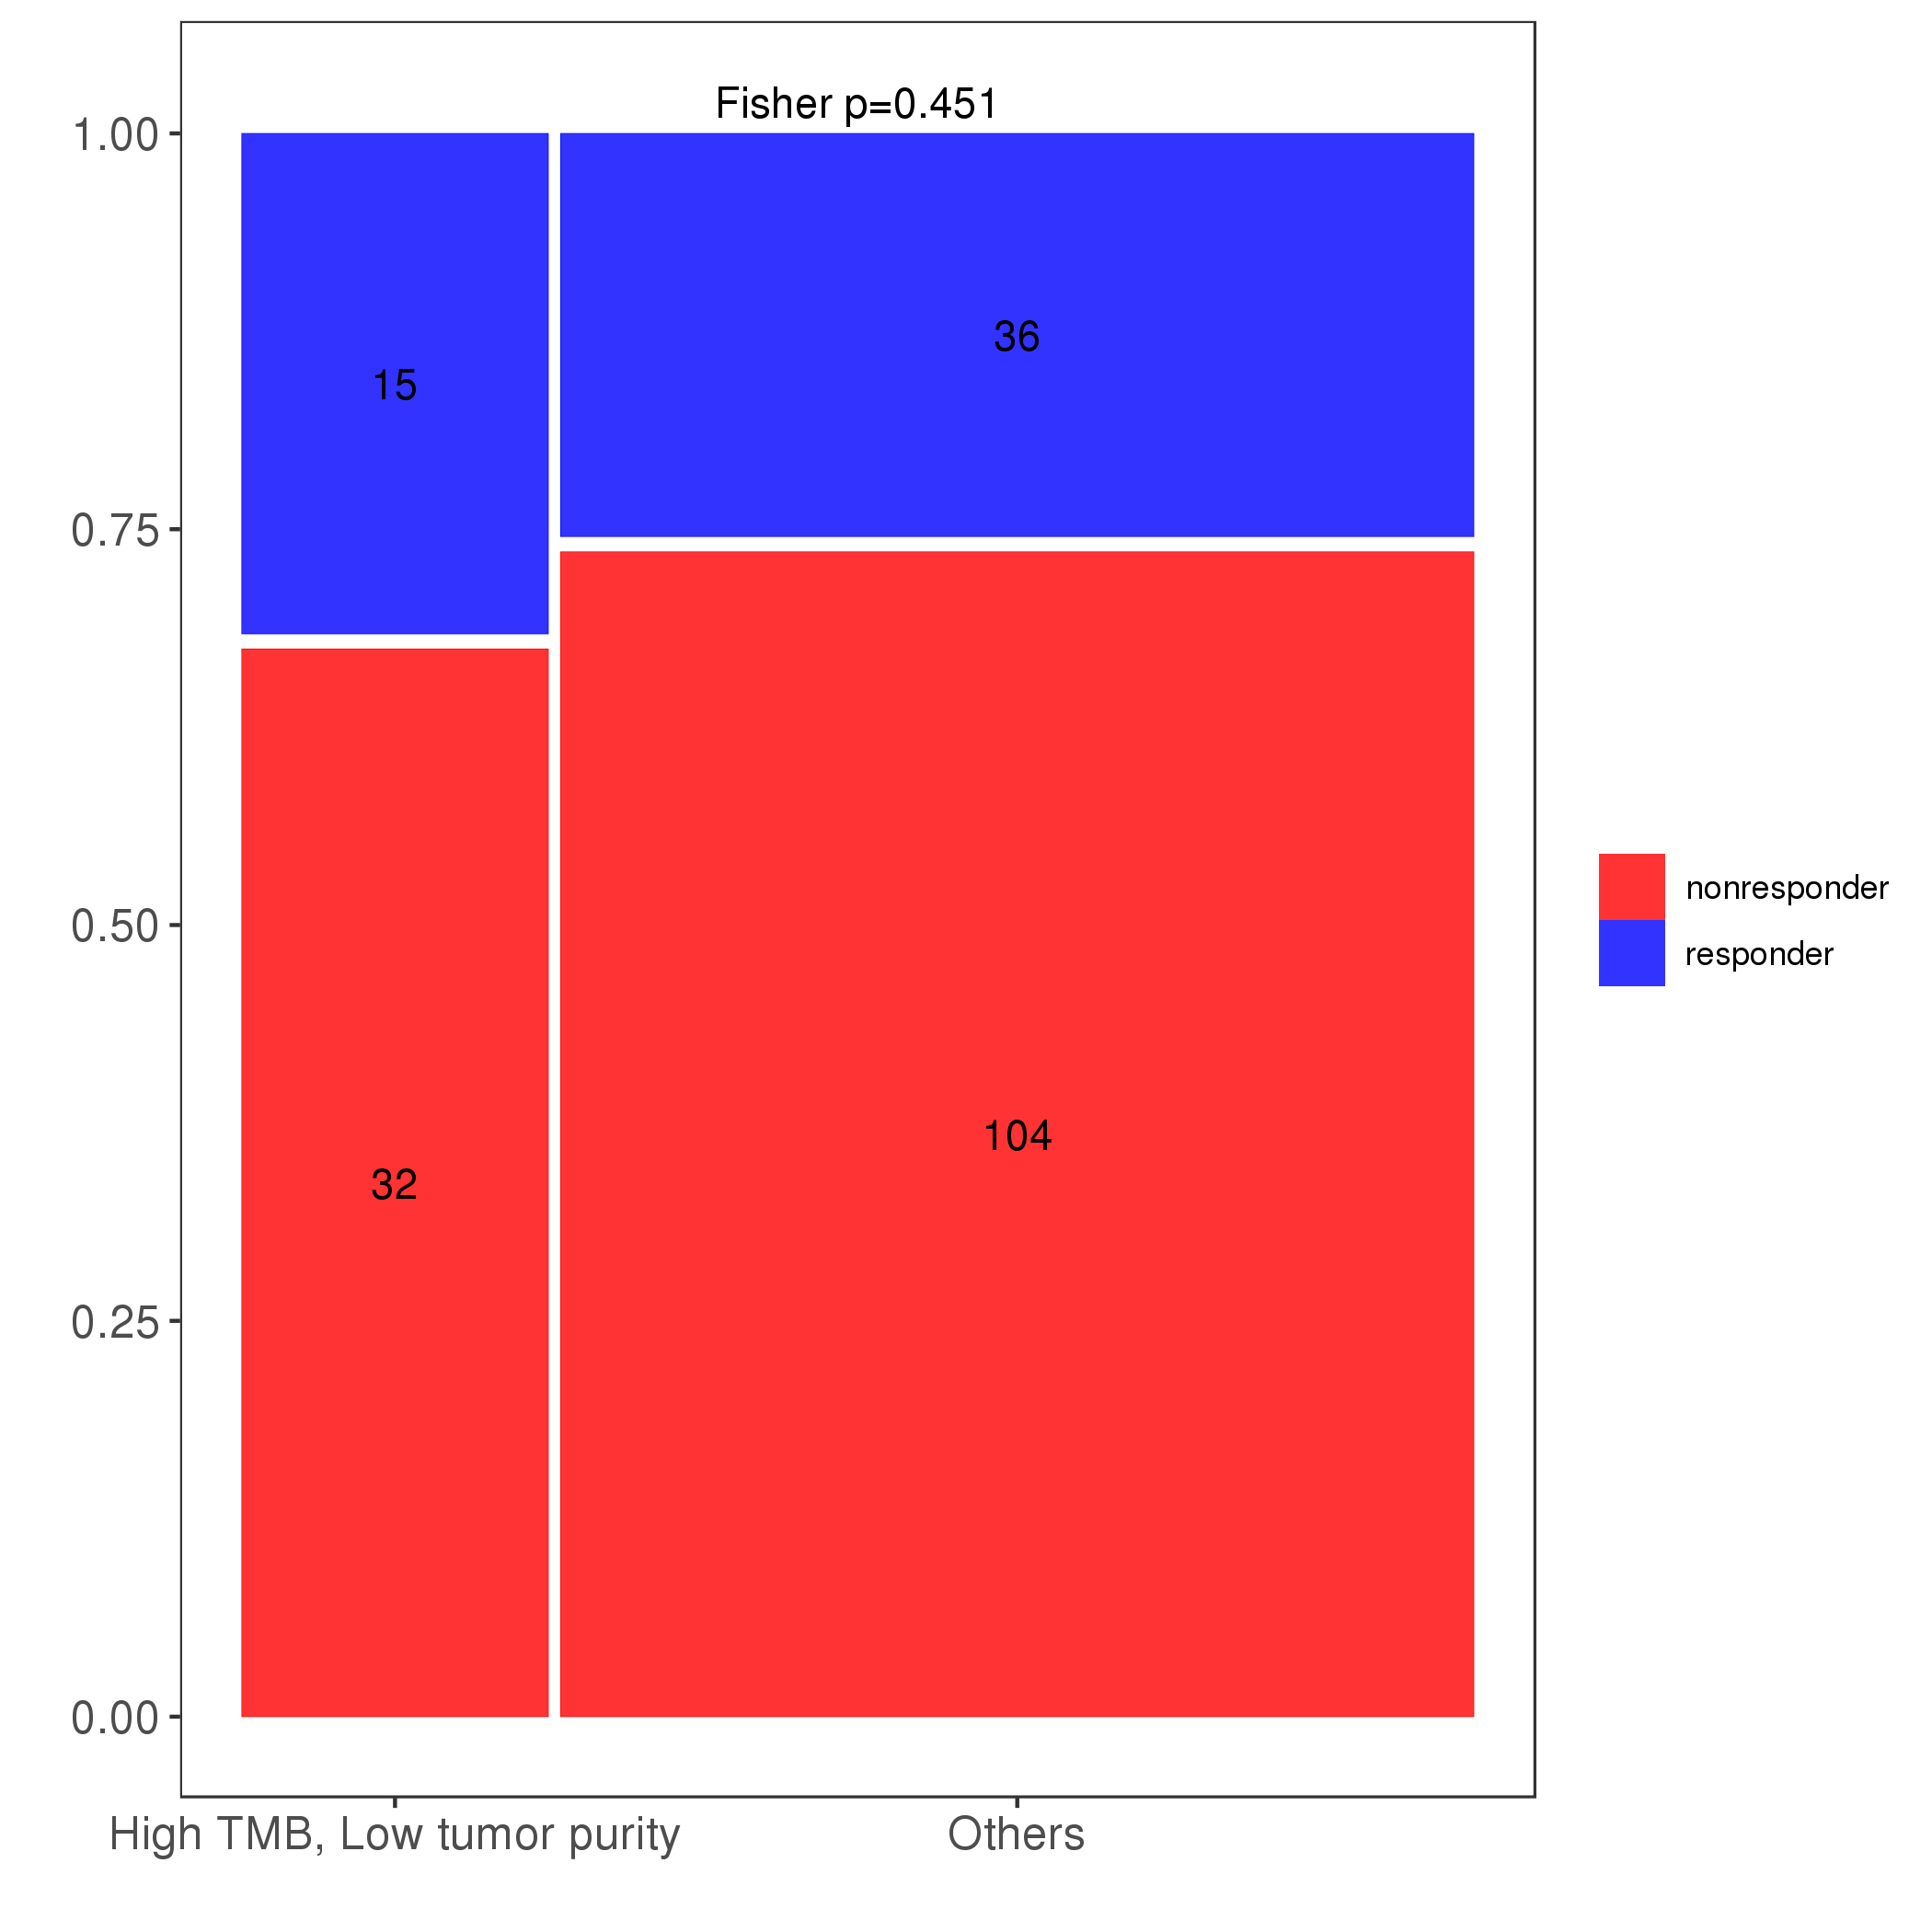 Fisher p=0.451
1.00
0.75
0.50
0.25
0.00
15
36
32
104
High TMB, Low tumor purity
Others
nonresponder
responder